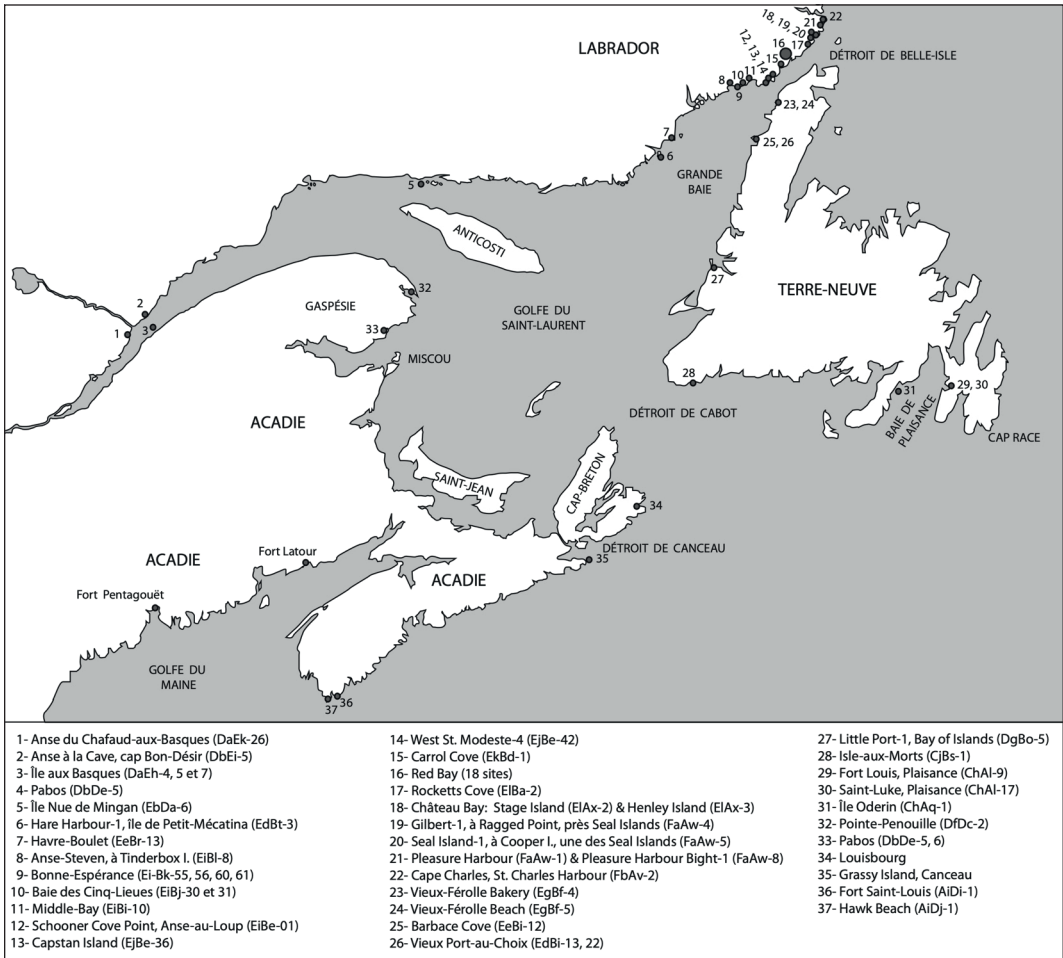 18, 19, 20
21
22
12, 13, 14
16
17
LABRADOR
15
DÉTROIT DE BELLE-ISLE
8
10
11
9
23, 24
7
25, 26
6
GRANDE
BAIE
5
ANTICOSTI
27
TERRE-NEUVE
32
GASPÉSIE
GOLFE DU
SAINT-LAURENT
2
1
3
33
MISCOU
28
31
29, 30
DÉTROIT DE CABOT
BAIE DE
PLAISANCE
CAP RACE
ACADIE
SAINT-JEAN
CAP-BRETON
34
DÉTROIT DE CANCEAU
35
Fort Latour
ACADIE
ACADIE
Fort Pentagouët
GOLFE DU
MAINE
37
36
1- Anse du Chafaud-aux-Basques (DaEk-26)
2- Anse à la Cave, cap Bon-Désir (DbEi-5)
3- Île aux Basques (DaEh-4, 5 et 7)
4- Pabos (DbDe-5)
5- Île Nue de Mingan (EbDa-6)
6- Hare Harbour-1, île de Petit-Mécatina (EdBt-3)
7- Havre-Boulet (EeBr-13)
8- Anse-Steven, à Tinderbox I. (EiBl-8)
9- Bonne-Espérance (Ei-Bk-55, 56, 60, 61)
10- Baie des Cinq-Lieues (EiBj-30 et 31)
11- Middle-Bay (EiBi-10)
12- Schooner Cove Point, Anse-au-Loup (EiBe-01)
13- Capstan Island (EjBe-36)
14- West St. Modeste-4 (EjBe-42)
15- Carrol Cove (EkBd-1)
16- Red Bay (18 sites)
17- Rocketts Cove (ElBa-2)
18- Château Bay: Stage Island (ElAx-2) & Henley Island (ElAx-3)
19- Gilbert-1, à Ragged Point, près Seal Islands (FaAw-4)
20- Seal Island-1, à Cooper I., une des Seal Islands (FaAw-5)
21- Pleasure Harbour (FaAw-1) & Pleasure Harbour Bight-1 (FaAw-8)
22- Cape Charles, St. Charles Harbour (FbAv-2)
23- Vieux-Férolle Bakery (EgBf-4)
24- Vieux-Férolle Beach (EgBf-5)
25- Barbace Cove (EeBi-12)
26- Vieux Port-au-Choix (EdBi-13, 22)
27- Little Port-1, Bay of Islands (DgBo-5)
28- Isle-aux-Morts (CjBs-1)
29- Fort Louis, Plaisance (ChAl-9)
30- Saint-Luke, Plaisance (ChAl-17)
31- Île Oderin (ChAq-1)
32- Pointe-Penouille (DfDc-2)
33- Pabos (DbDe-5, 6)
34- Louisbourg
35- Grassy Island, Canceau
36- Fort Saint-Louis (AiDi-1)
37- Hawk Beach (AiDj-1)